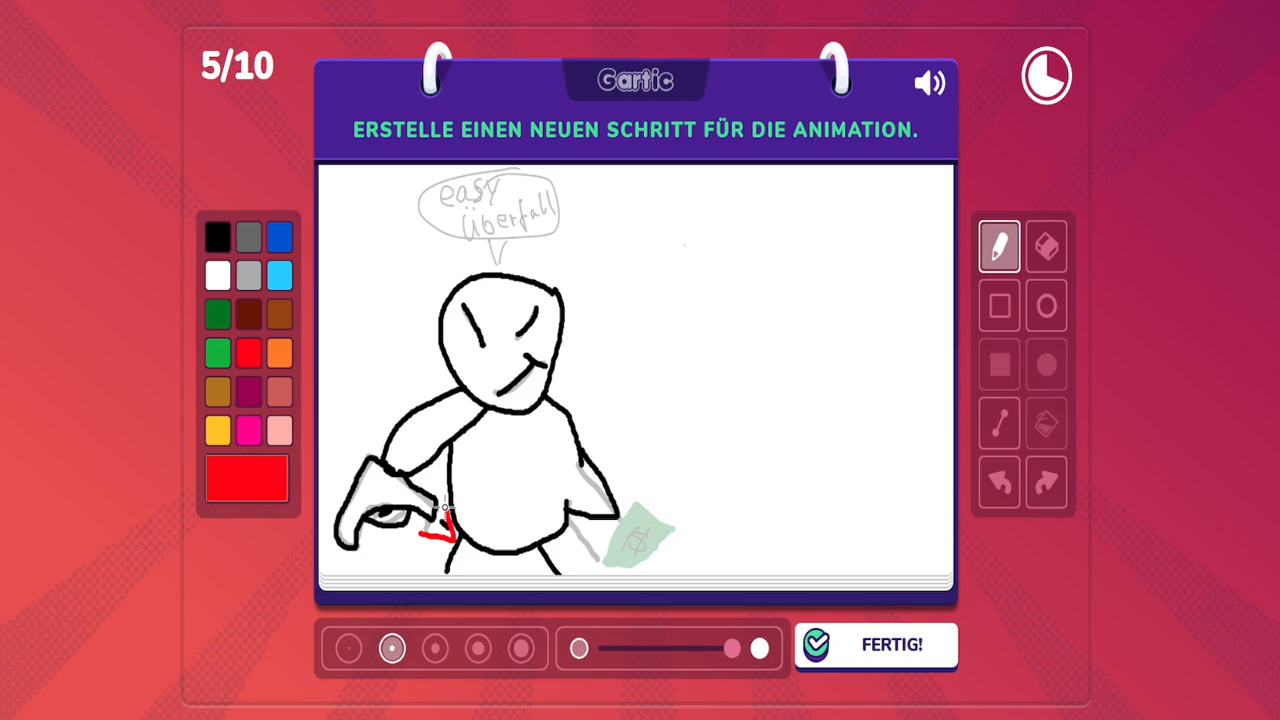 5/10
Gartic
ERSTELLE EINEN NEUEN SCHRITT FÜR DIE ANIMATION.
easy
überfall
$
FERTIG!